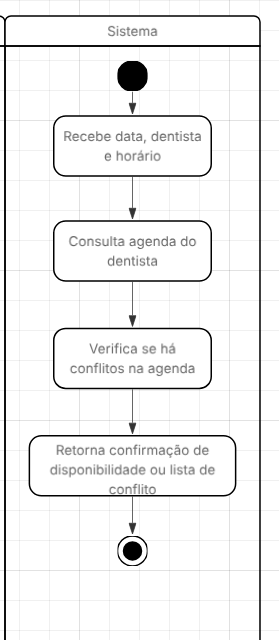 Sistema
Recebe data, dentista
e horário
Consulta agenda do
dentista
Verifica se há
conflitos na agenda
Retorna confirmação de
disponibilidade ou lista de
conflito